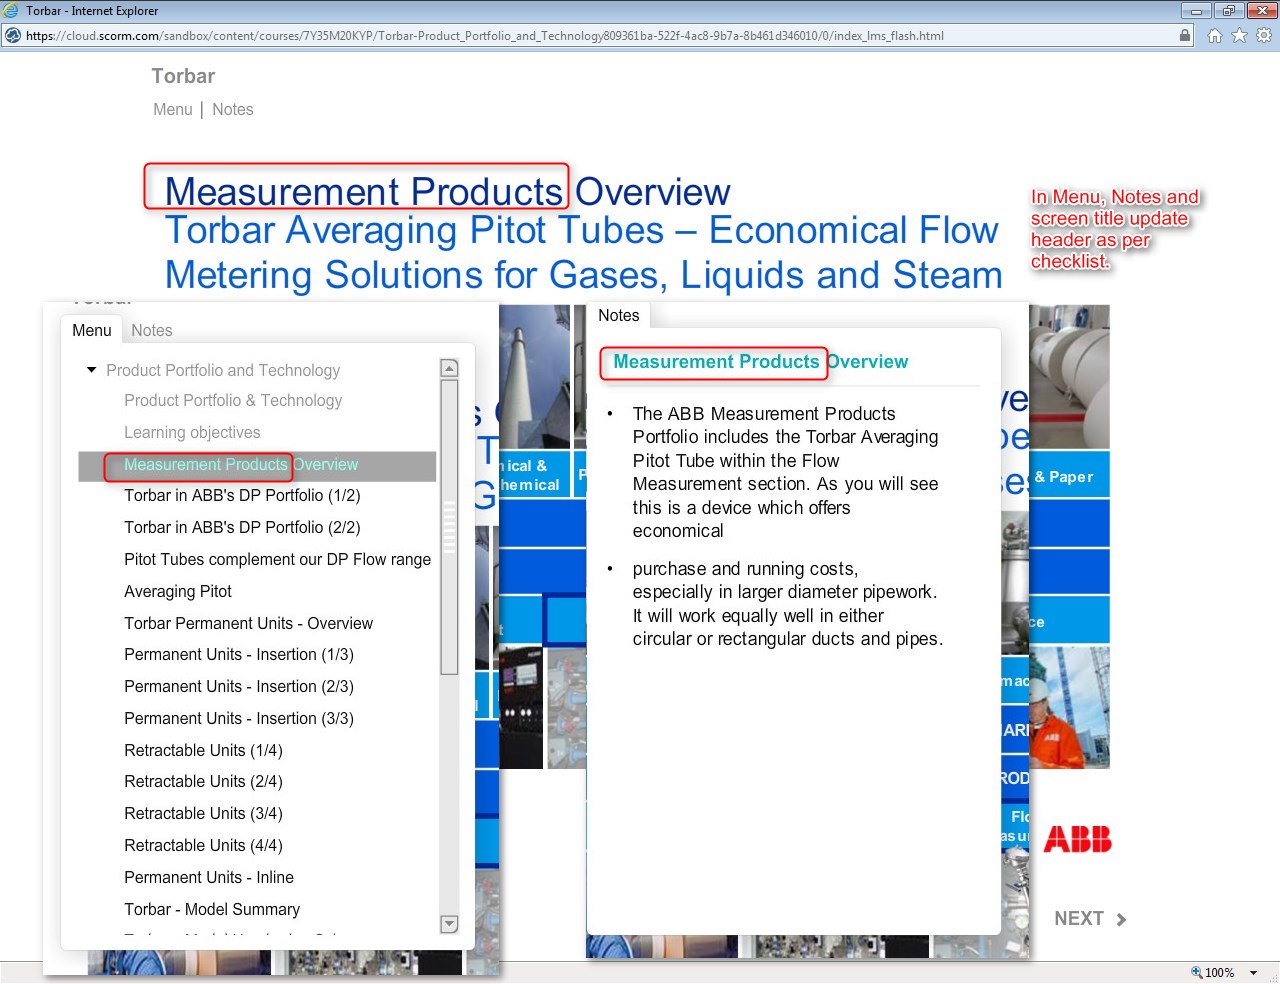 Torbar - Internet Explorer
https://cloud.scorm.com/sandbox/content/courses/7Y35M20KYP/Torbar-Product_Portfolio_and_Technology809361ba-522f-4ac8-9b7a-8b461d346010/0/index_lms_flash.html
Torbar
Menu | Notes
Measurement Products Overview
Torbar Averaging Pitot Tubes – Economical Flow
Metering Solutions for Gases, Liquids and Steam
In Menu, Notes and
screen title update
header as per
checklist.
Menu Notes
Product Portfolio and Technology
Product Portfolio & Technology
Learning objectives
Measurement Products Overview
Torbar in ABB's DP Portfolio (1/2)
Torbar in ABB's DP Portfolio (2/2)
Pitot Tubes complement our DP Flow range
Averaging Pitot
Torbar Permanent Units - Overview
Permanent Units - Insertion (1/3)
Permanent Units - Insertion (2/3)
Permanent Units - Insertion (3/3)
Retractable Units (1/4)
Retractable Units (2/4)
Retractable Units (3/4)
Retractable Units (4/4)
Permanent Units - Inline
Torbar - Model Summary
Notes
Measurement Products Overview
• The ABB Measurement Products
Portfolio includes the Torbar Averaging
Pitot Tube within the Flow
Measurement section. As you will see
this is a device which offers
economical
• purchase and running costs,
especially in larger diameter pipework.
It will work equally well in either
circular or rectangular ducts and pipes.
& Paper
ABB
ABB
NEXT
100%